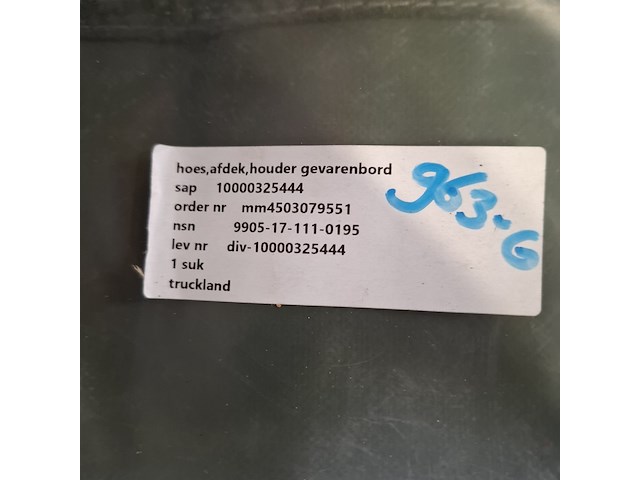 hoes,afdek,houder gevarenbord
sap 10000325444
order nr mm4503079551
nsn 9905-17-111-0195
lev nr div-10000325444
1 suk
truckland
963-G